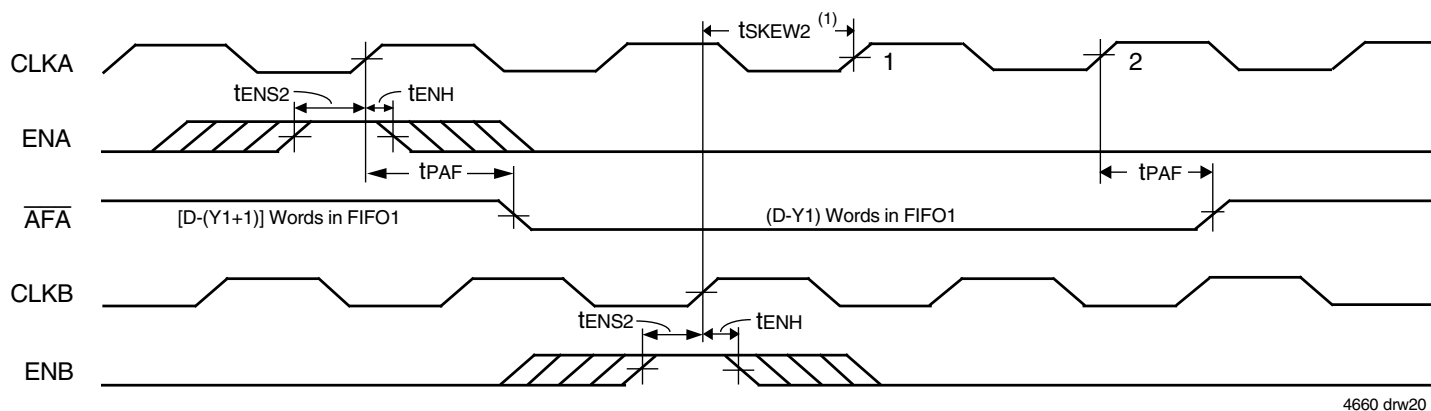 tSKEW2 (1)
CLKA
1
2
tENS2
tENH
ENA
tPAF
tPAF
AFA
[D-(Y1+1)] Words in FIFO1
(D-Y1) Words in FIFO1
CLKB
tENS2
tENH
ENB
4660 drw20